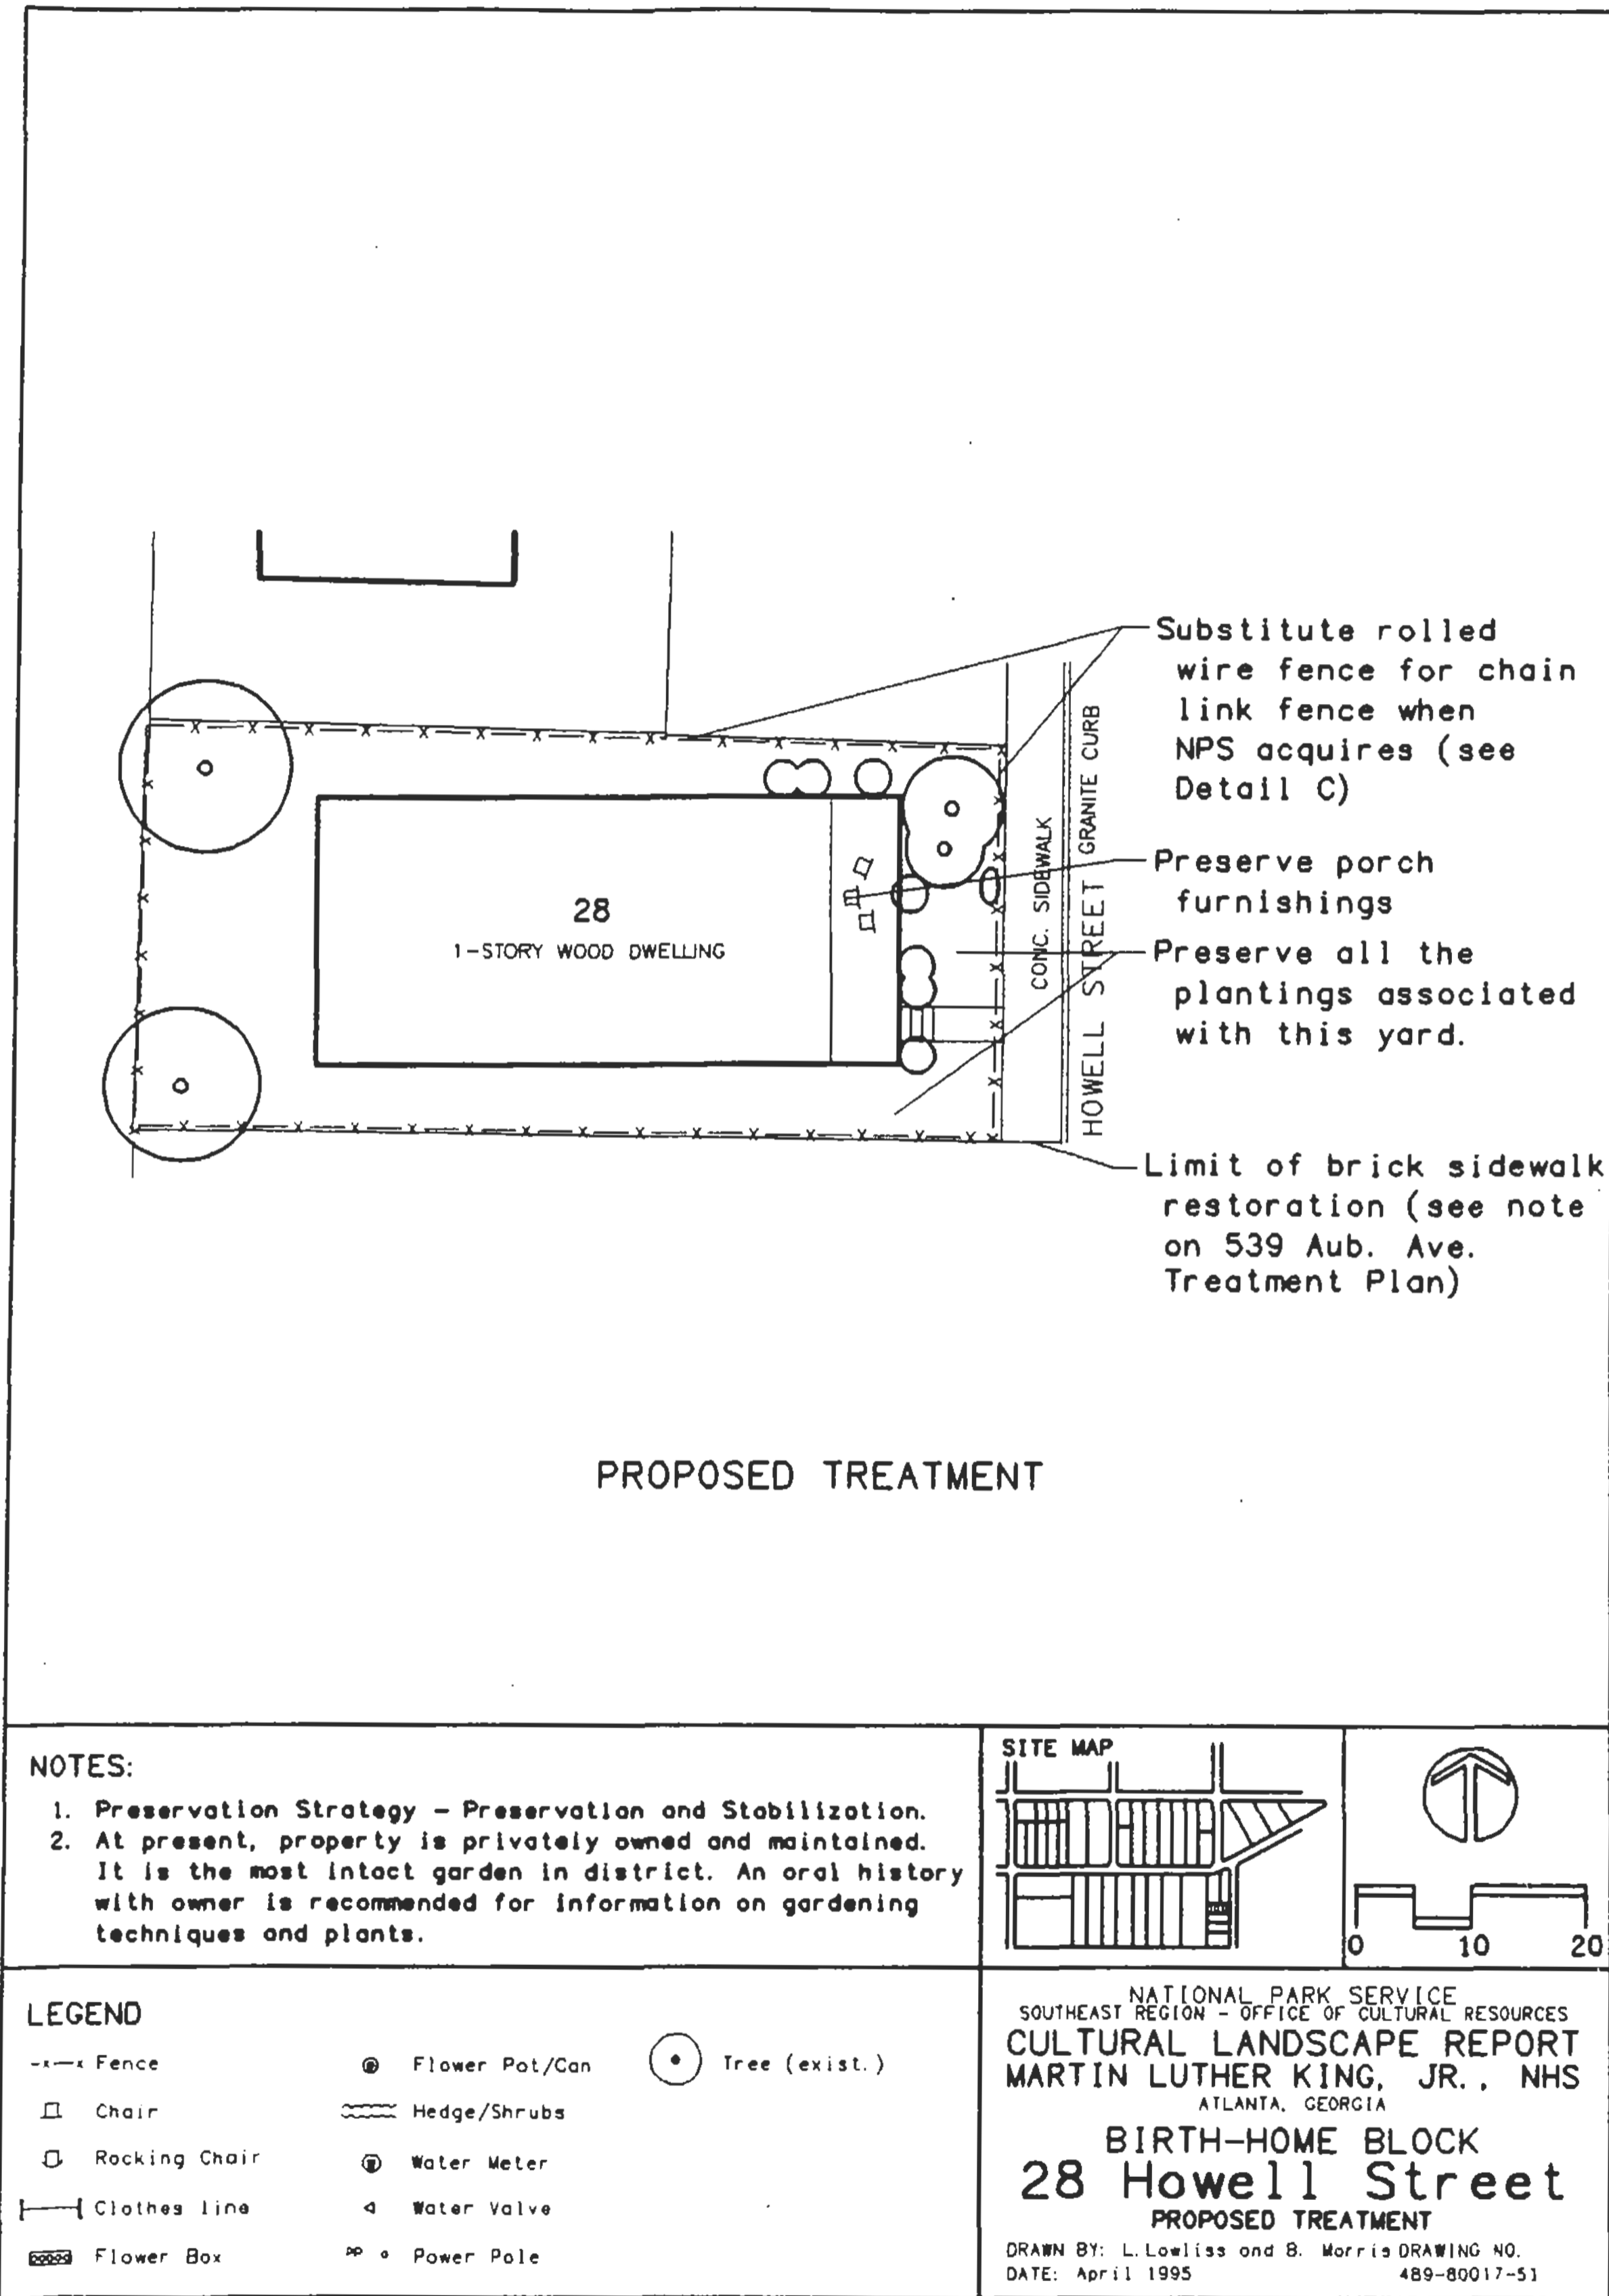 Substitute rolled
wire fence for chain
link fence when
NPS acquires (see
Detail C)
Preserve porch
furnishings
Preserve all the
plantings associated
with this yard.
Limit of brick sidewalk
restoration (see note
on 539 Aub. Ave.
Treatment Plan)
28
1-STORY WOOD DWELLING
CONC. SIDEWALK
GRANITE CURB
HOWELL STREET
PROPOSED TREATMENT
NOTES:
1. Preservation Strategy - Preservation and Stabilization.
2. At present, property is privately owned and maintained.
It is the most intact garden in district. An oral history
with owner is recommended for information on gardening
techniques and plants.
SITE MAP
0 10 20
LEGEND
Fence
Chair
Rocking Chair
Clothes line
Flower Box
Flower Pot/Can
Hedge/Shrubs
Water Meter
Water Valve
PP Power Pole
Tree (exist.)
NATIONAL PARK SERVICE
SOUTHEAST REGION - OFFICE OF CULTURAL RESOURCES
CULTURAL LANDSCAPE REPORT
MARTIN LUTHER KING, JR., NHS
ATLANTA, GEORGIA
BIRTH-HOME BLOCK
28 Howell Street
PROPOSED TREATMENT
DRAWN BY: L. Lawliss and B. Morris DRAWING NO.
DATE: April 1995 489-80017-51